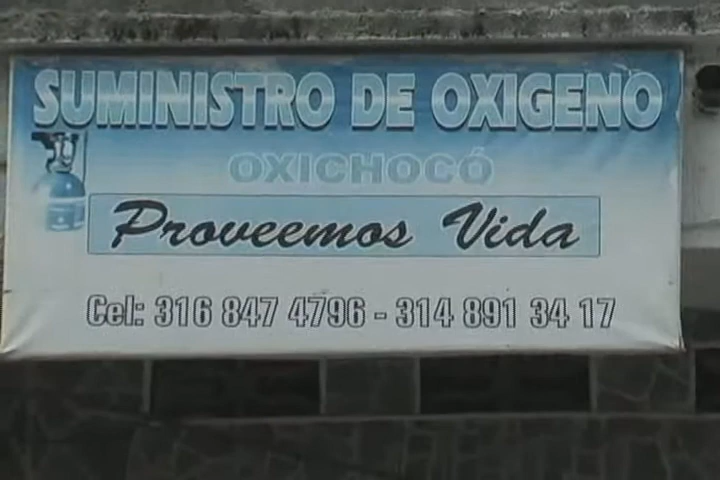 SUMINISTRO DE OXIGENO
OXICHOCÓ
Proveemos Vida
Cel: 316 847 4796 - 314 891 34 17